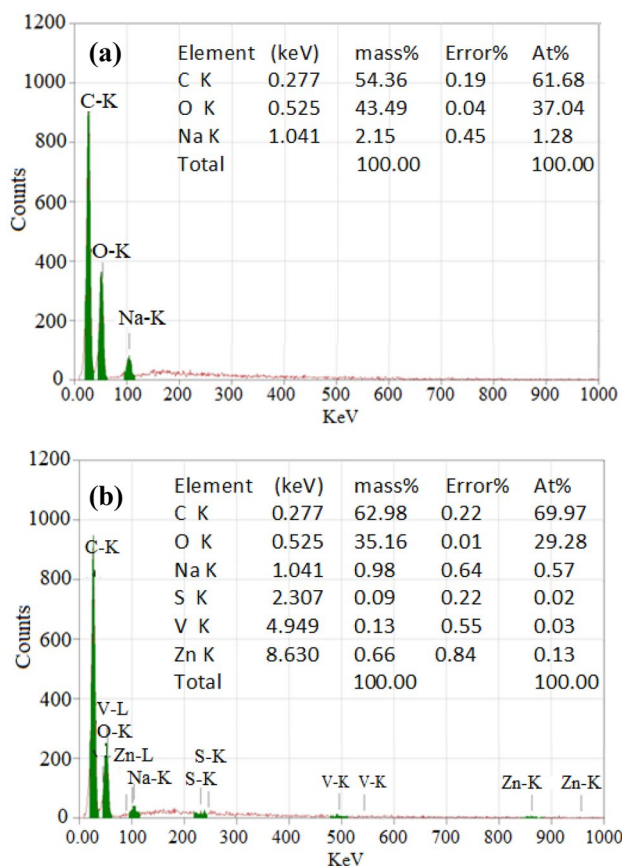 1200
(a)
Element (keV) mass% Error% At%
1000
C K 0.277 54.36 0.19 61.68
C-K
O K 0.525 43.49 0.04 37.04
Na K 1.041 2.15 0.45 1.28
800
Total 100.00 100.00
Counts
600
400
O-K
200
Na-K
0
0.00 100 200 300 400 500 600 700 800 900 1000
KeV
1200
(b)
Element (keV) mass% Error% At%
C K 0.277 62.98 0.22 69.97
1000
C-K
O K 0.525 35.16 0.01 29.28
Na K 1.041 0.98 0.64 0.57
S K 2.307 0.09 0.22 0.02
800
V K 4.949 0.13 0.55 0.03
Zn K 8.630 0.66 0.84 0.13
Total 100.00 100.00
Counts
600
400
V-L
O-K
200
Zn-L
Na-K
S-K
S-K
V-K V-K
Zn-K Zn-K
0
0.00 100 200 300 400 500 600 700 800 900 1000
KeV